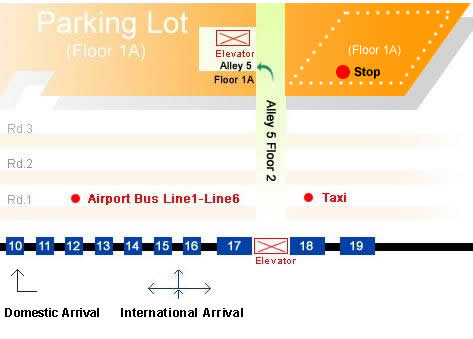 Parking Lot
(Floor 1A)
Elevator
Alley 5
Floor 1A
(Floor 1A)
Stop
Alley 5 Floor 2
Rd.3
Rd.2
Rd.1
Airport Bus Line1-Line6
Taxi
10 11 12 13 14 15 16 17 18 19
Elevator
Domestic Arrival
International Arrival